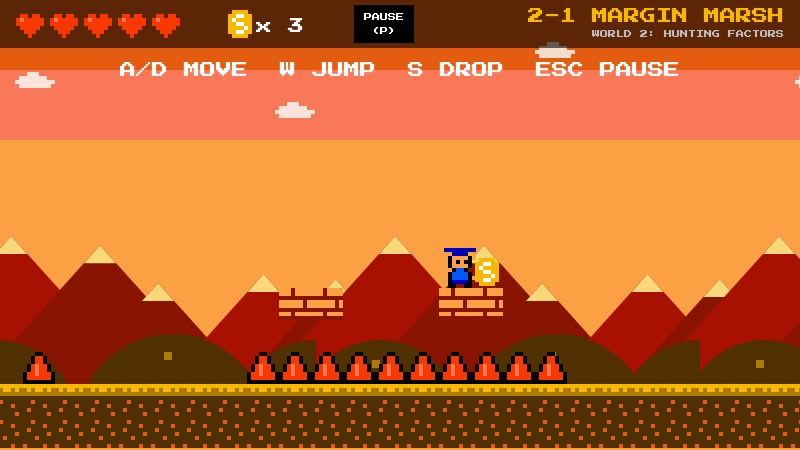 x 3
PAUSE
(P)
2-1 MARGIN MARSH
WORLD 2: HUNTING FACTORS
A/D MOVE  W JUMP  S DROP  ESC PAUSE